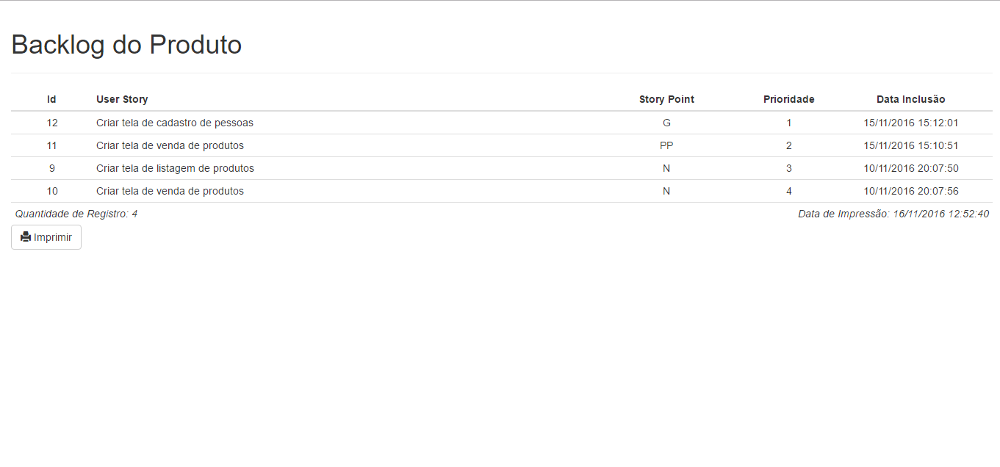 Backlog do Produto
Id User Story Story Point Prioridade Data Inclusão
12 Criar tela de cadastro de pessoas G 1 15/11/2016 15:12:01
11 Criar tela de venda de produtos PP 2 15/11/2016 15:10:51
9 Criar tela de listagem de produtos N 3 10/11/2016 20:07:50
10 Criar tela de venda de produtos N 4 10/11/2016 20:07:56
Quantidade de Registro: 4 Data de Impressão: 16/11/2016 12:52:40
Imprimir